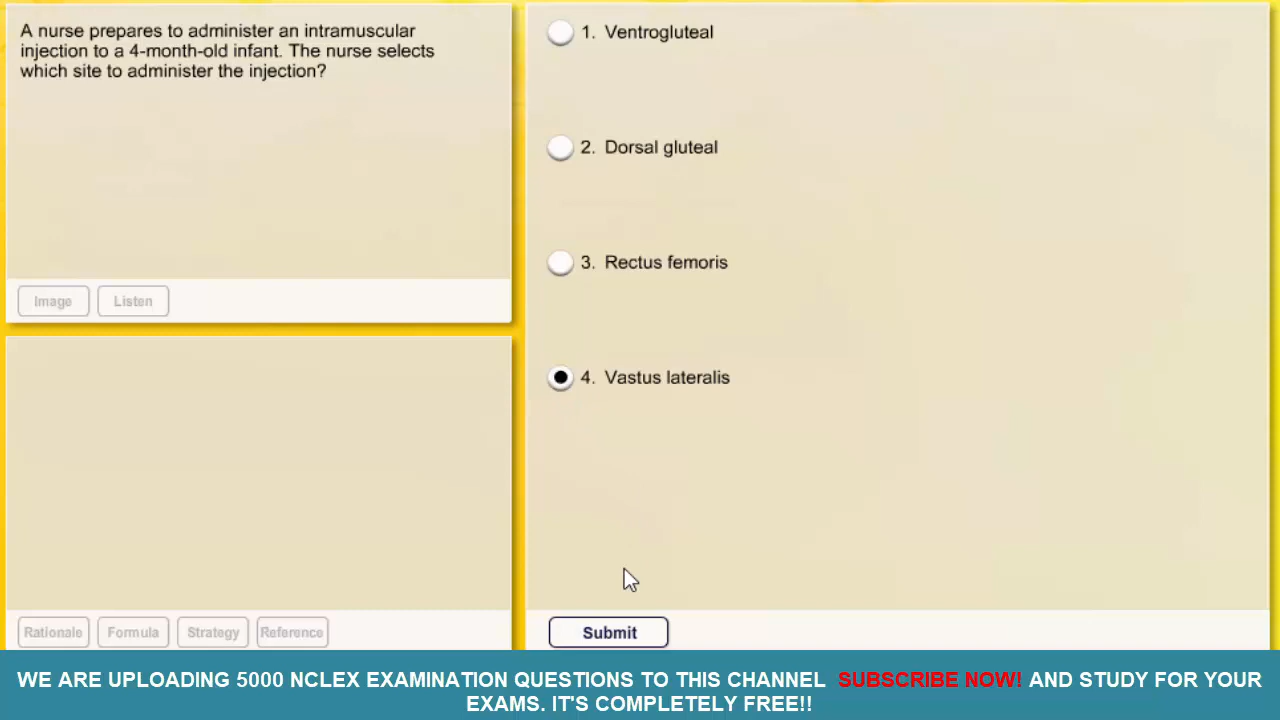 A nurse prepares to administer an intramuscular
injection to a 4-month-old infant. The nurse selects
which site to administer the injection?
Image Listen
1. Ventrogluteal
2. Dorsal gluteal
3. Rectus femoris
4. Vastus lateralis
Rationale Formula Strategy Reference
Submit
WE ARE UPLOADING 5000 NCLEX EXAMINATION QUESTIONS TO THIS CHANNEL SUBSCRIBE NOW! AND STUDY FOR YOUR
EXAMS. IT'S COMPLETELY FREE!!